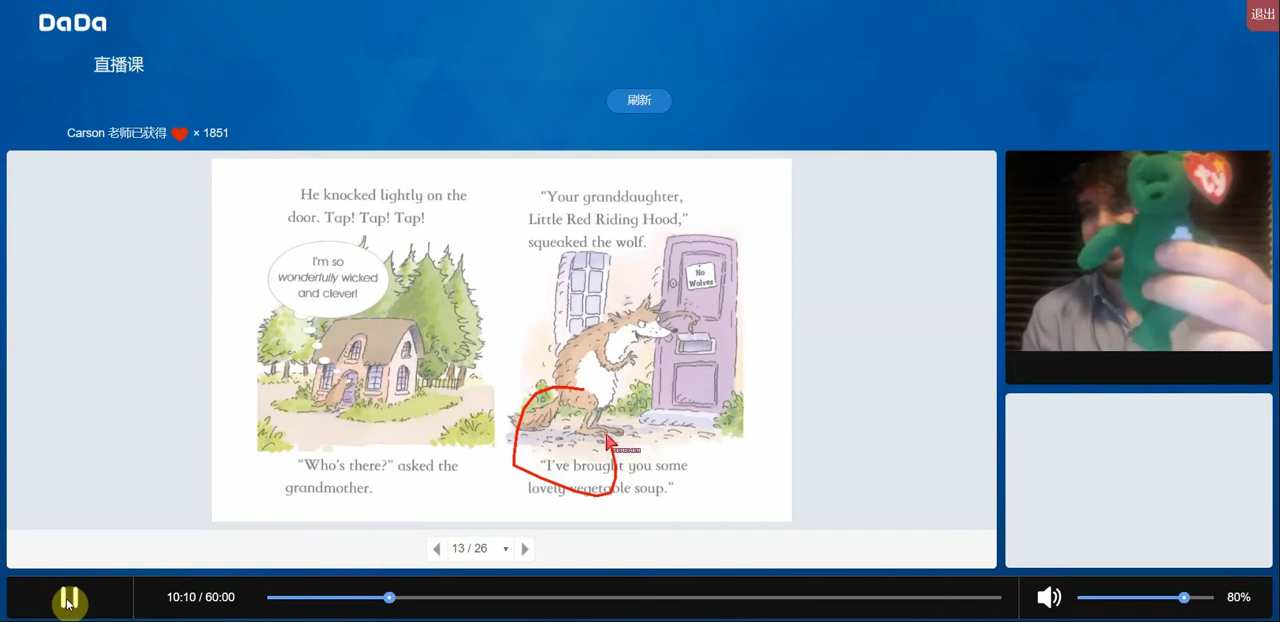 DaDa
退出
直播课
刷新
Carson 老师已获得 × 1851
He knocked lightly on the
door. Tap! Tap! Tap!
I'm so
wonderfully wicked
and clever!
"Who's there?" asked the
grandmother.
"Your granddaughter,
Little Red Riding Hood,"
squeaked the wolf.
No
Wolves
TEACHER
"I've brought you some
lovely vegetable soup."
ty
13 / 26
10:10 / 60:00
80%